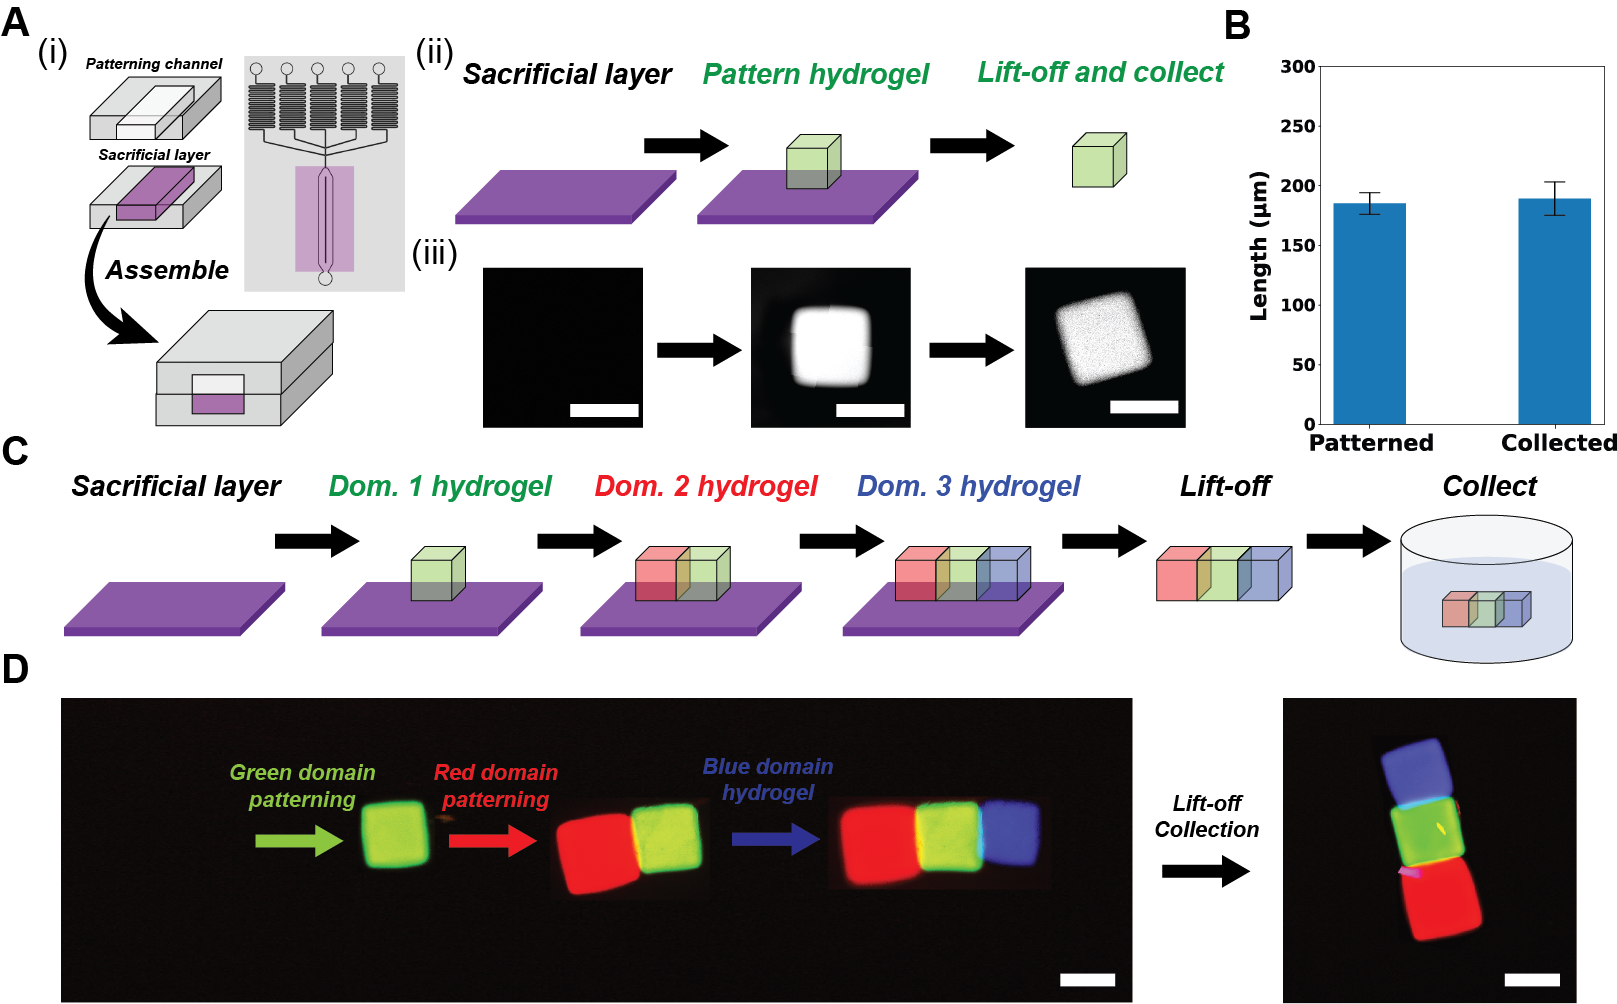 A
(i)
Patterning channel
Sacrificial layer
Assemble
(ii)
Sacrificial layer
Pattern hydrogel
Lift-off and collect
(iii)
B
300
250
200
150
100
50
0
Length (μm)
Patterned
Collected
C
Sacrificial layer
Dom. 1 hydrogel
Dom. 2 hydrogel
Dom. 3 hydrogel
Lift-off
Collect
D
Green domain
patterning
Red domain
patterning
Blue domain
hydrogel
Lift-off
Collection